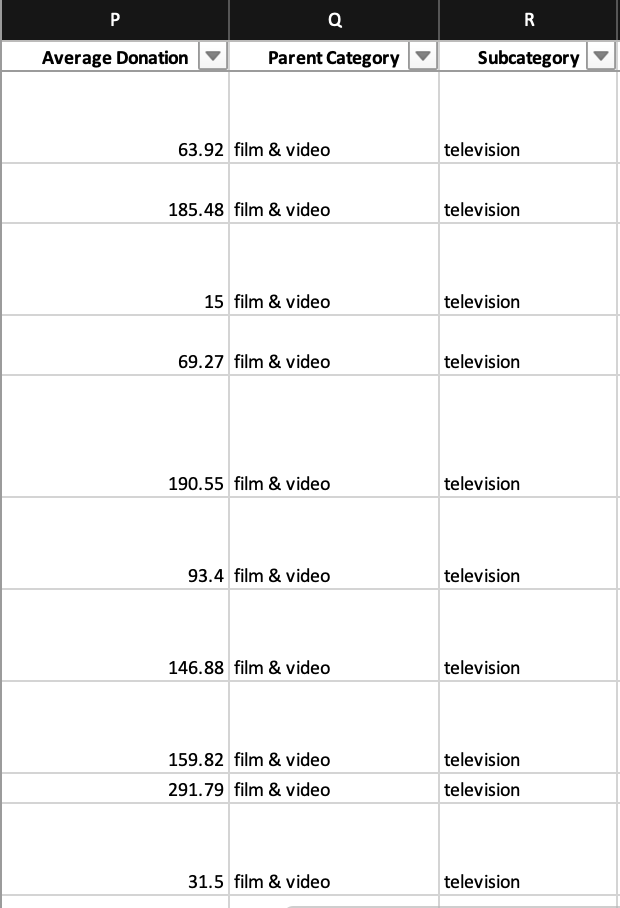 P Q R
Average Donation Parent Category Subcategory
63.92 film & video television
185.48 film & video television
15 film & video television
69.27 film & video television
190.55 film & video television
93.4 film & video television
146.88 film & video television
159.82 film & video television
291.79 film & video television
31.5 film & video television